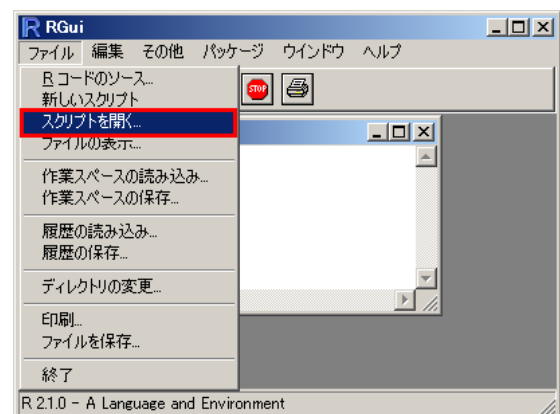 RGui
ファイル 編集 その他 パッケージ ウインドウ ヘルプ
R コードのソース...
新しいスクリプト
スクリプトを開く...
ファイルの表示...
作業スペースの読み込み...
作業スペースの保存...
履歴の読み込み...
履歴の保存...
ディレクトリの変更...
印刷...
ファイルを保存...
終了
STOP
R 2.1.0 - A Language and Environment